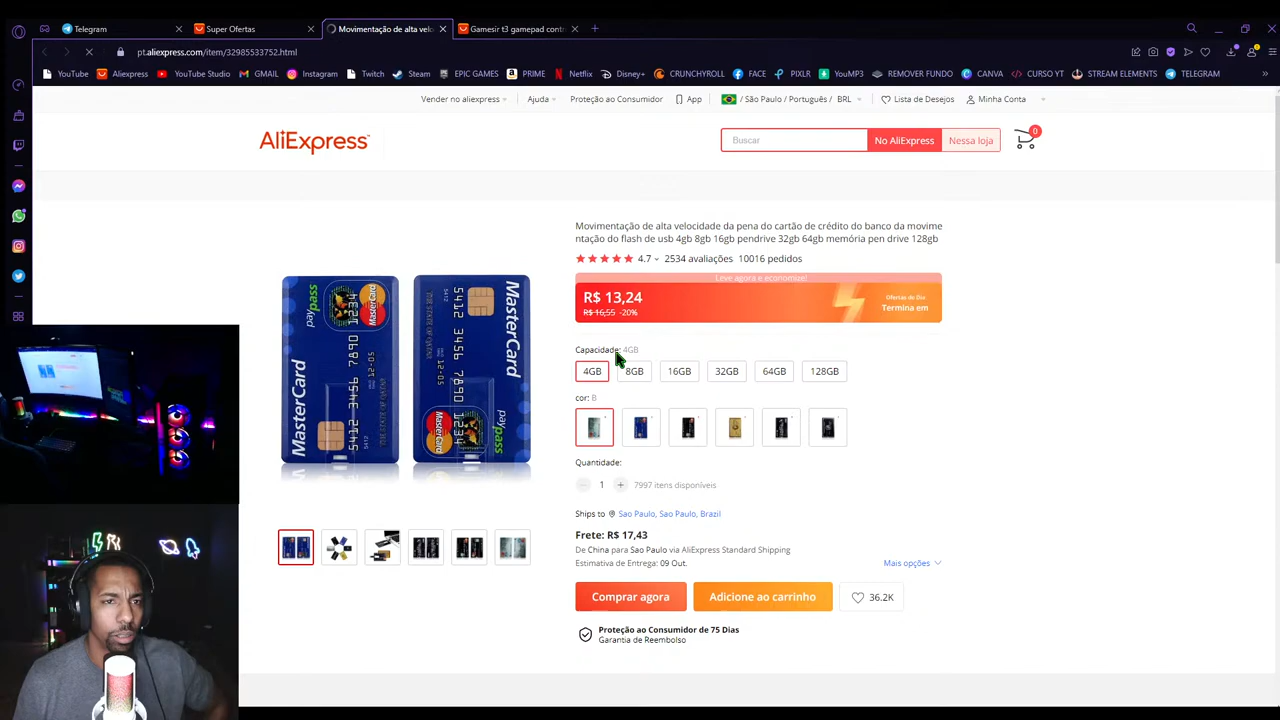 Telegram
Super Ofertas
Movimentação de alta velo
Gamesir t3 gamepad cont
pt.aliexpress.com/item/32985533752.html
YouTube
Aliexpress
YouTube Studio
GMAIL
Instagram
Twitch
Steam
EPIC GAMES
PRIME
Netflix
Disney+
CRUNCHYROLL
FACE
PIXLR
YouMP3
REMOVER FUNDO
CANVA
CURSO YT
STREAM ELEMENTS
TELEGRAM
Vender no aliexpress
Ajuda
Proteção ao Consumidor
App
/ São Paulo / Português / BRL
Lista de Desejos
Minha Conta
AliExpress
Buscar
No AliExpress
Nessa loja
0
Movimentação de alta velocidade da pena do cartão de crédito do banco da movime
ntação do flash de usb 4gb 8gb 16gb pendrive 32gb 64gb memória pen drive 128gb
4.7
2534 avaliações
10016 pedidos
Leve agora e economize!
R$ 13,24
R$ 16,55 -20%
Ofertas do Dia:
Termina em
Capacidade: 4GB
4GB
8GB
16GB
32GB
64GB
128GB
cor: B
Quantidade:
1
7997 itens disponíveis
Ships to
Sao Paulo, Sao Paulo, Brazil
Frete: R$ 17,43
De China para Sao Paulo via AliExpress Standard Shipping
Estimativa de Entrega: 09 Out.
Mais opções
Comprar agora
Adicione ao carrinho
36.2K
Proteção ao Consumidor de 75 Dias
Garantia de Reembolso
MasterCard
5412 3456 7890 1234
paypass
MasterCard
MasterCard
5412 3456 7890 1234
paypass
MasterCard